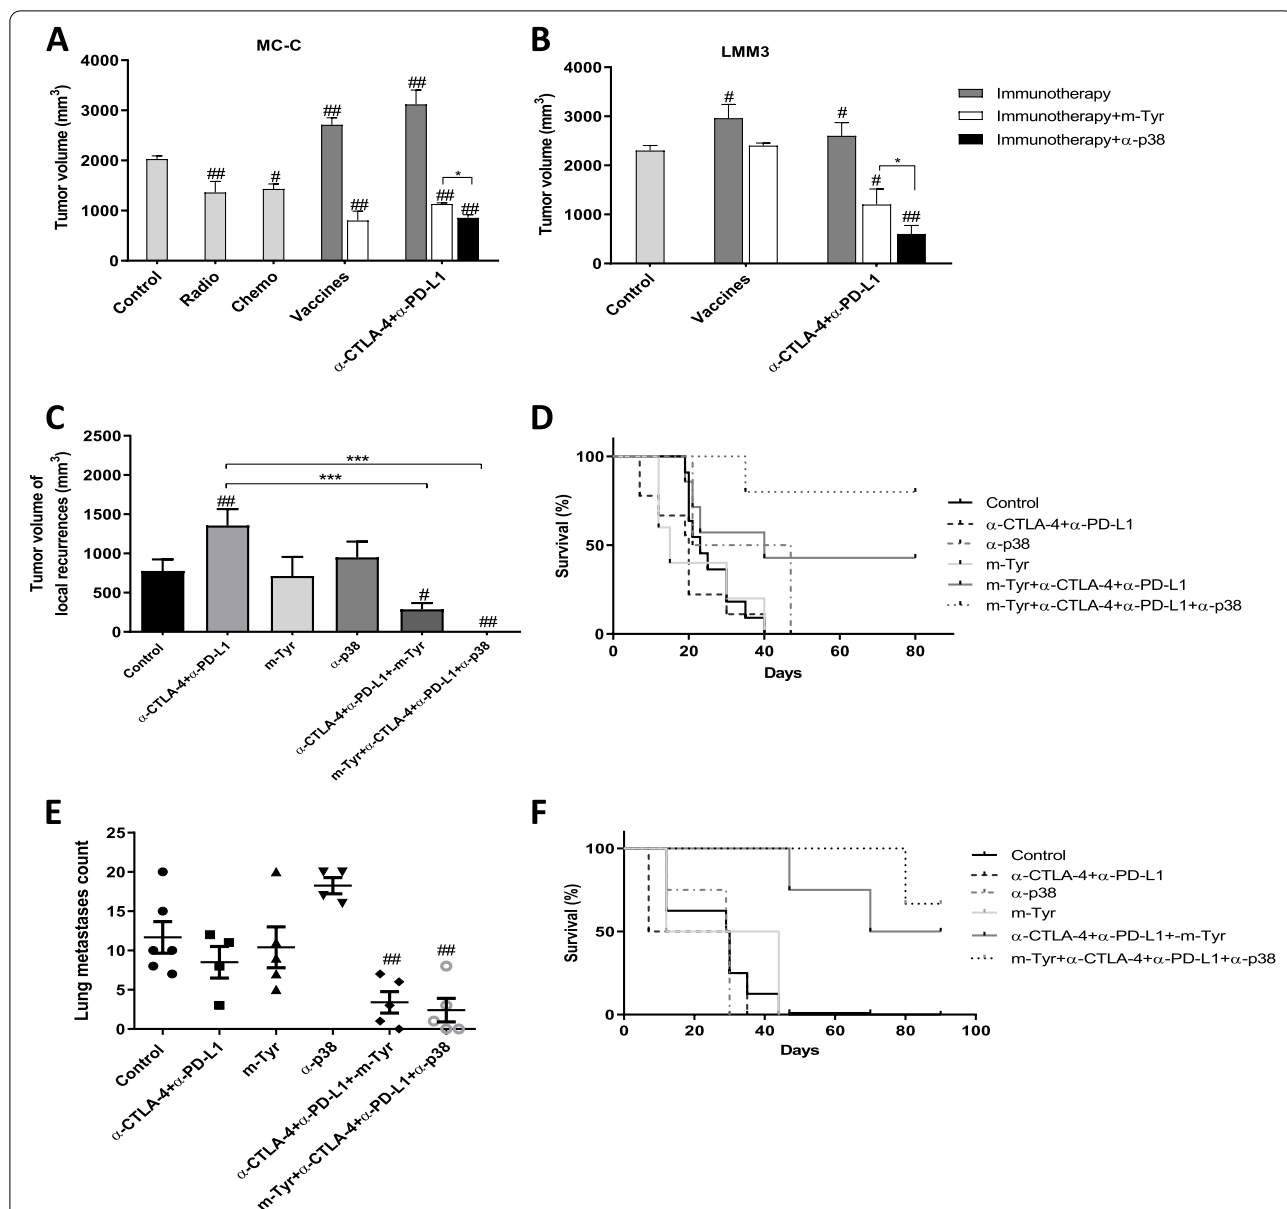 A
MC-C
Tumor volume (mm3)
4000
3000
2000
1000
0
##
#
##
##
##
*
##
##
Control
Radio
Chemo
Vaccines
α-CTLA-4+α-PD-L1
B
LMM3
Tumor volume (mm3)
4000
3000
2000
1000
0
#
#
*
#
##
Control
Vaccines
α-CTLA-4+α-PD-L1
Immunotherapy
Immunotherapy+m-Tyr
Immunotherapy+α-p38
C
Tumor volume of
local recurrences (mm3)
2500
2000
1500
1000
500
0
***
***
##
#
##
Control
α-CTLA-4+α-PD-L1
m-Tyr
α-p38
α-CTLA-4+α-PD-L1+-m-Tyr
m-Tyr+α-CTLA-4+α-PD-L1+α-p38
D
Survival (%)
100
50
0
0 20 40 60 80
Days
Control
α-CTLA-4+α-PD-L1
α-p38
m-Tyr
m-Tyr+α-CTLA-4+α-PD-L1
m-Tyr+α-CTLA-4+α-PD-L1+α-p38
E
Lung metastases count
25
20
15
10
5
0
##
##
Control
α-CTLA-4+α-PD-L1
m-Tyr
α-p38
α-CTLA-4+α-PD-L1+-m-Tyr
m-Tyr+α-CTLA-4+α-PD-L1+α-p38
F
Survival (%)
100
50
0
0 20 40 60 80 100
Days
Control
α-CTLA-4+α-PD-L1
α-p38
m-Tyr
α-CTLA-4+α-PD-L1+-m-Tyr
m-Tyr+α-CTLA-4+α-PD-L1+α-p38